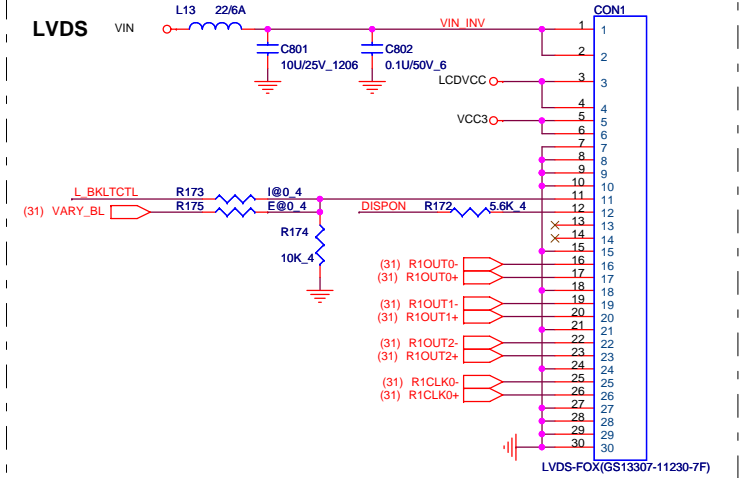 L13 22/6A
CON1
LVDS
VIN
VIN_INV
C801
10U/25V_1206
C802
0.1U/50V_6
LCDVCC
VCC3
L_BKLTCTL
R173
I@0_4
(31) VARY_BL
R175
E@0_4
R174
10K_4
DISPON
R172
5.6K_4
(31) R1OUT0-
(31) R1OUT0+
(31) R1OUT1-
(31) R1OUT1+
(31) R1OUT2-
(31) R1OUT2+
(31) R1CLK0-
(31) R1CLK0+
1 1
2 2
3 3
4 4
5 5
6 6
7 7
8 8
9 9
10 10
11 11
12 12
13 13
14 14
15 15
16 16
17 17
18 18
19 19
20 20
21 21
22 22
23 23
24 24
25 25
26 26
27 27
28 28
29 29
30 30
LVDS-FOX(GS13307-11230-7F)